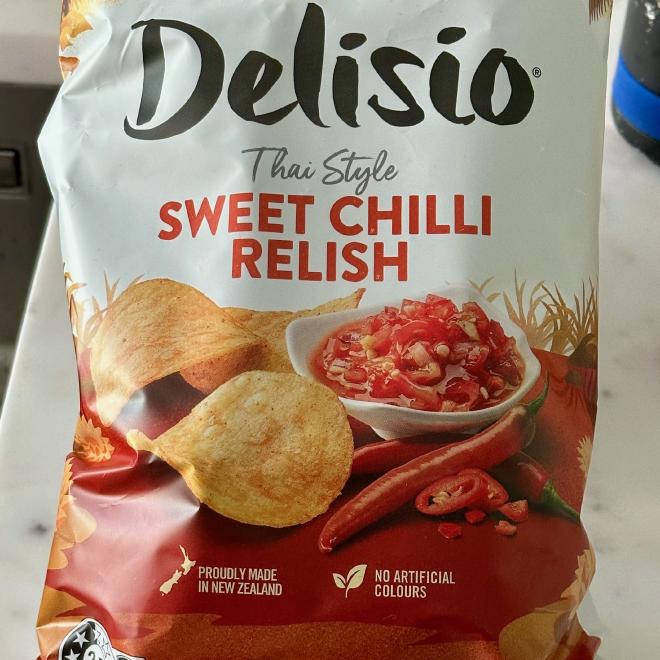 Delisio®
Thai Style
SWEET CHILLI
RELISH
PROUDLY MADE
IN NEW ZEALAND
NO ARTIFICIAL
COLOURS